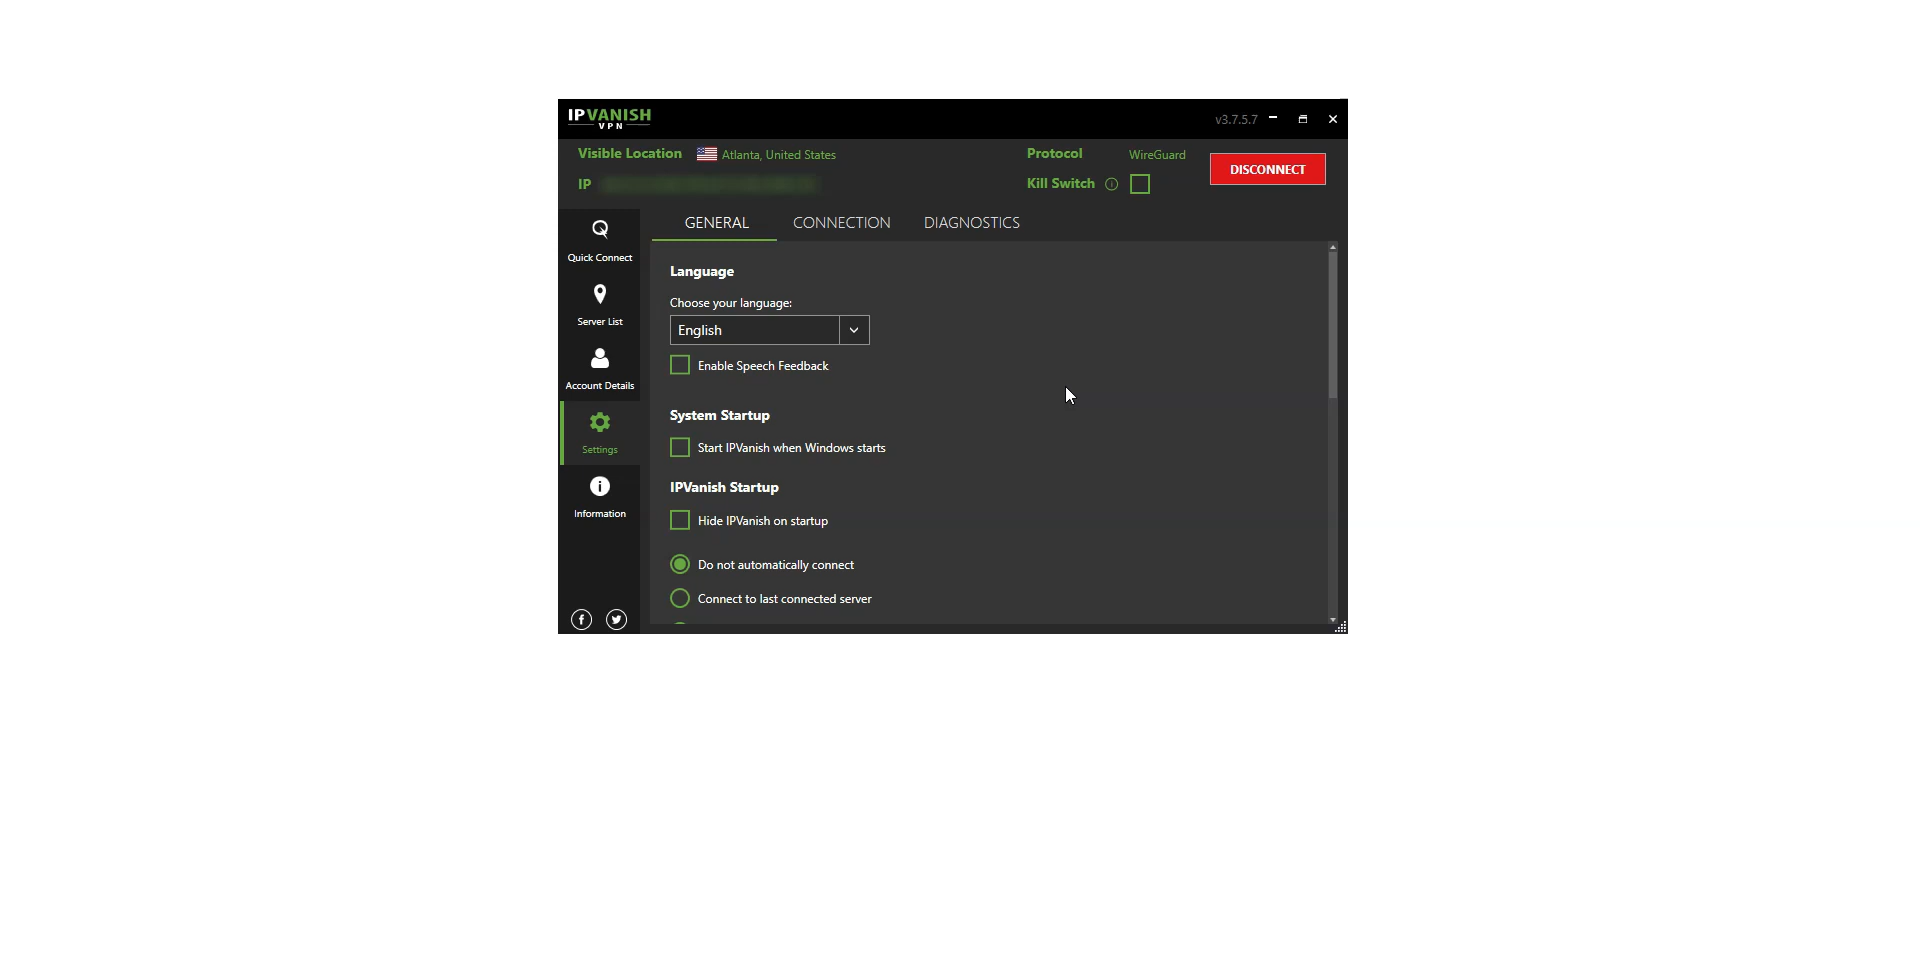 IPVANISH
VPN
v3.7.5.7
Visible Location Atlanta, United States
Protocol WireGuard
DISCONNECT
IP
Kill Switch
GENERAL CONNECTION DIAGNOSTICS
Quick Connect
Server List
Account Details
Settings
Information
Language
Choose your language:
English
Enable Speech Feedback
System Startup
Start IPVanish when Windows starts
IPVanish Startup
Hide IPVanish on startup
Do not automatically connect
Connect to last connected server